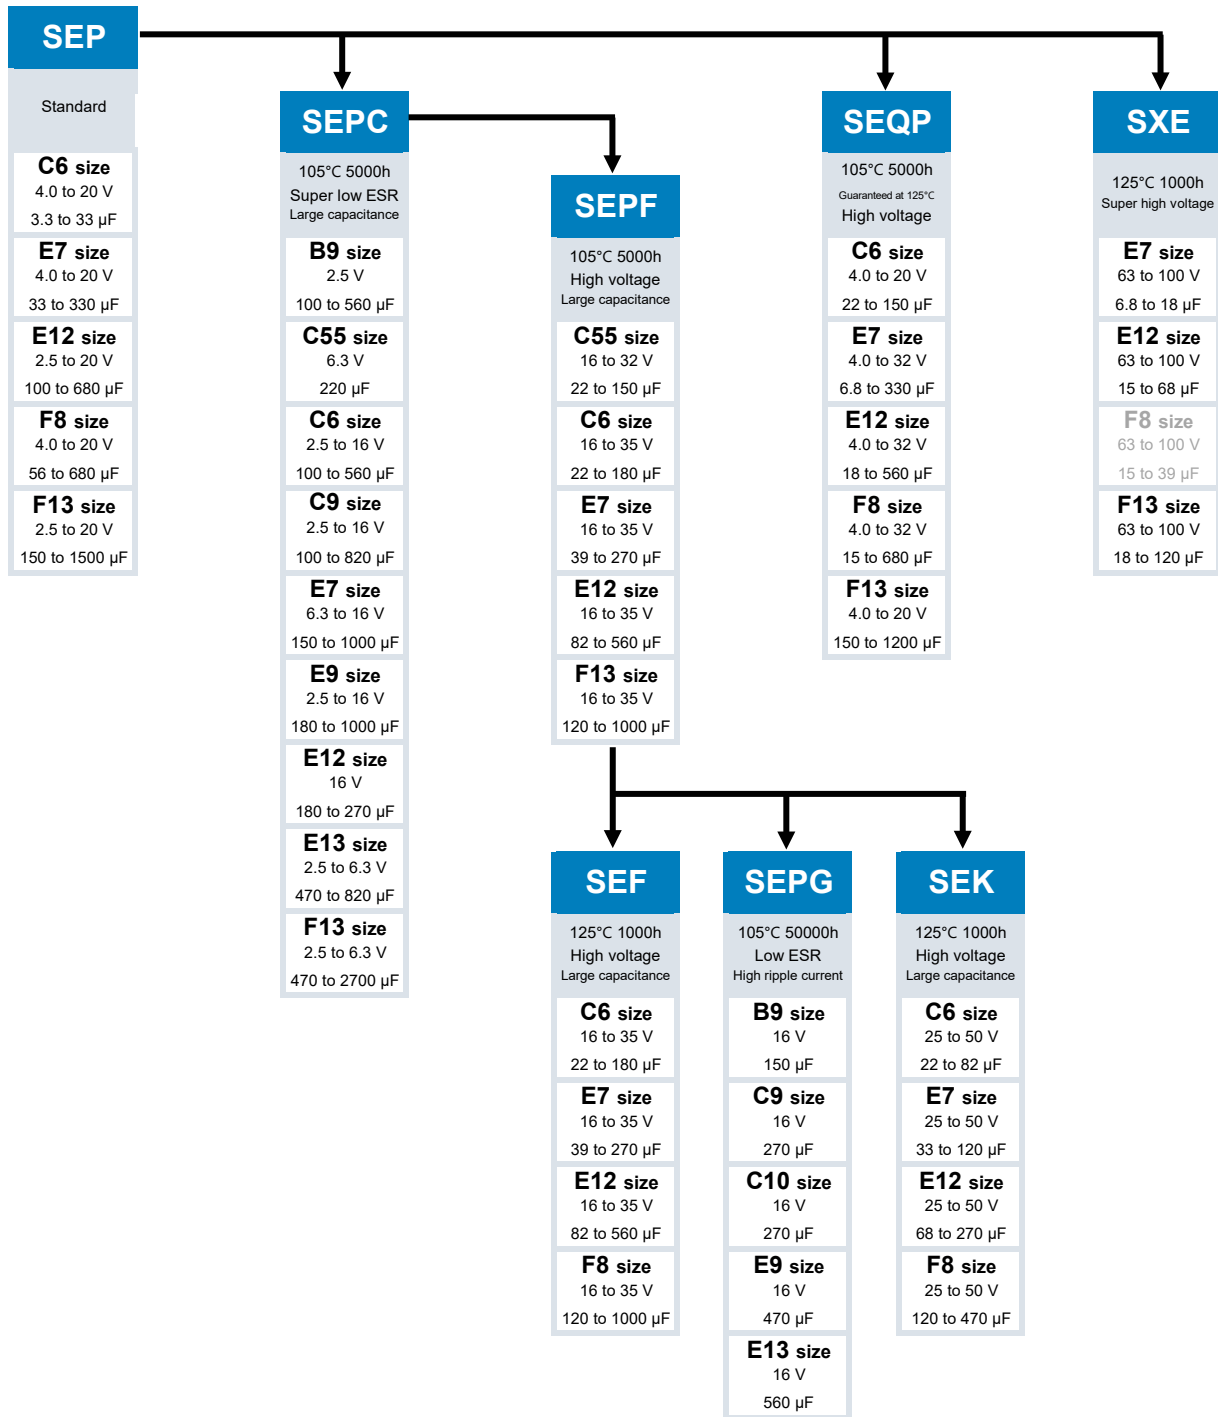 SEP
Standard
C6 size
4.0 to 20 V
3.3 to 33 µF
E7 size
4.0 to 20 V
33 to 330 µF
E12 size
2.5 to 20 V
100 to 680 µF
F8 size
4.0 to 20 V
56 to 680 µF
F13 size
2.5 to 20 V
150 to 1500 µF
SEPC
105°C 5000h
Super low ESR
Large capacitance
B9 size
2.5 V
100 to 560 µF
C55 size
6.3 V
220 µF
C6 size
2.5 to 16 V
100 to 560 µF
C9 size
2.5 to 16 V
100 to 820 µF
E7 size
6.3 to 16 V
150 to 1000 µF
E9 size
2.5 to 16 V
180 to 1000 µF
E12 size
16 V
180 to 270 µF
E13 size
2.5 to 6.3 V
470 to 820 µF
F13 size
2.5 to 6.3 V
470 to 2700 µF
SEPF
105°C 5000h
High voltage
Large capacitance
C55 size
16 to 32 V
22 to 150 µF
C6 size
16 to 35 V
22 to 180 µF
E7 size
16 to 35 V
39 to 270 µF
E12 size
16 to 35 V
82 to 560 µF
F13 size
16 to 35 V
120 to 1000 µF
SEQP
105°C 5000h
Guaranteed at 125°C
High voltage
C6 size
4.0 to 20 V
22 to 150 µF
E7 size
4.0 to 32 V
6.8 to 330 µF
E12 size
4.0 to 32 V
18 to 560 µF
F8 size
4.0 to 32 V
15 to 680 µF
F13 size
4.0 to 20 V
150 to 1200 µF
SXE
125°C 1000h
Super high voltage
E7 size
63 to 100 V
6.8 to 18 µF
E12 size
63 to 100 V
15 to 68 µF
F8 size
63 to 100 V
15 to 39 µF
F13 size
63 to 100 V
18 to 120 µF
SEF
125°C 1000h
High voltage
Large capacitance
C6 size
16 to 35 V
22 to 180 µF
E7 size
16 to 35 V
39 to 270 µF
E12 size
16 to 35 V
82 to 560 µF
F8 size
16 to 35 V
120 to 1000 µF
SEPG
105°C 50000h
Low ESR
High ripple current
B9 size
16 V
150 µF
C9 size
16 V
270 µF
C10 size
16 V
270 µF
E9 size
16 V
470 µF
E13 size
16 V
560 µF
SEK
125°C 1000h
High voltage
Large capacitance
C6 size
25 to 50 V
22 to 82 µF
E7 size
25 to 50 V
33 to 120 µF
E12 size
25 to 50 V
68 to 270 µF
F8 size
25 to 50 V
120 to 470 µF